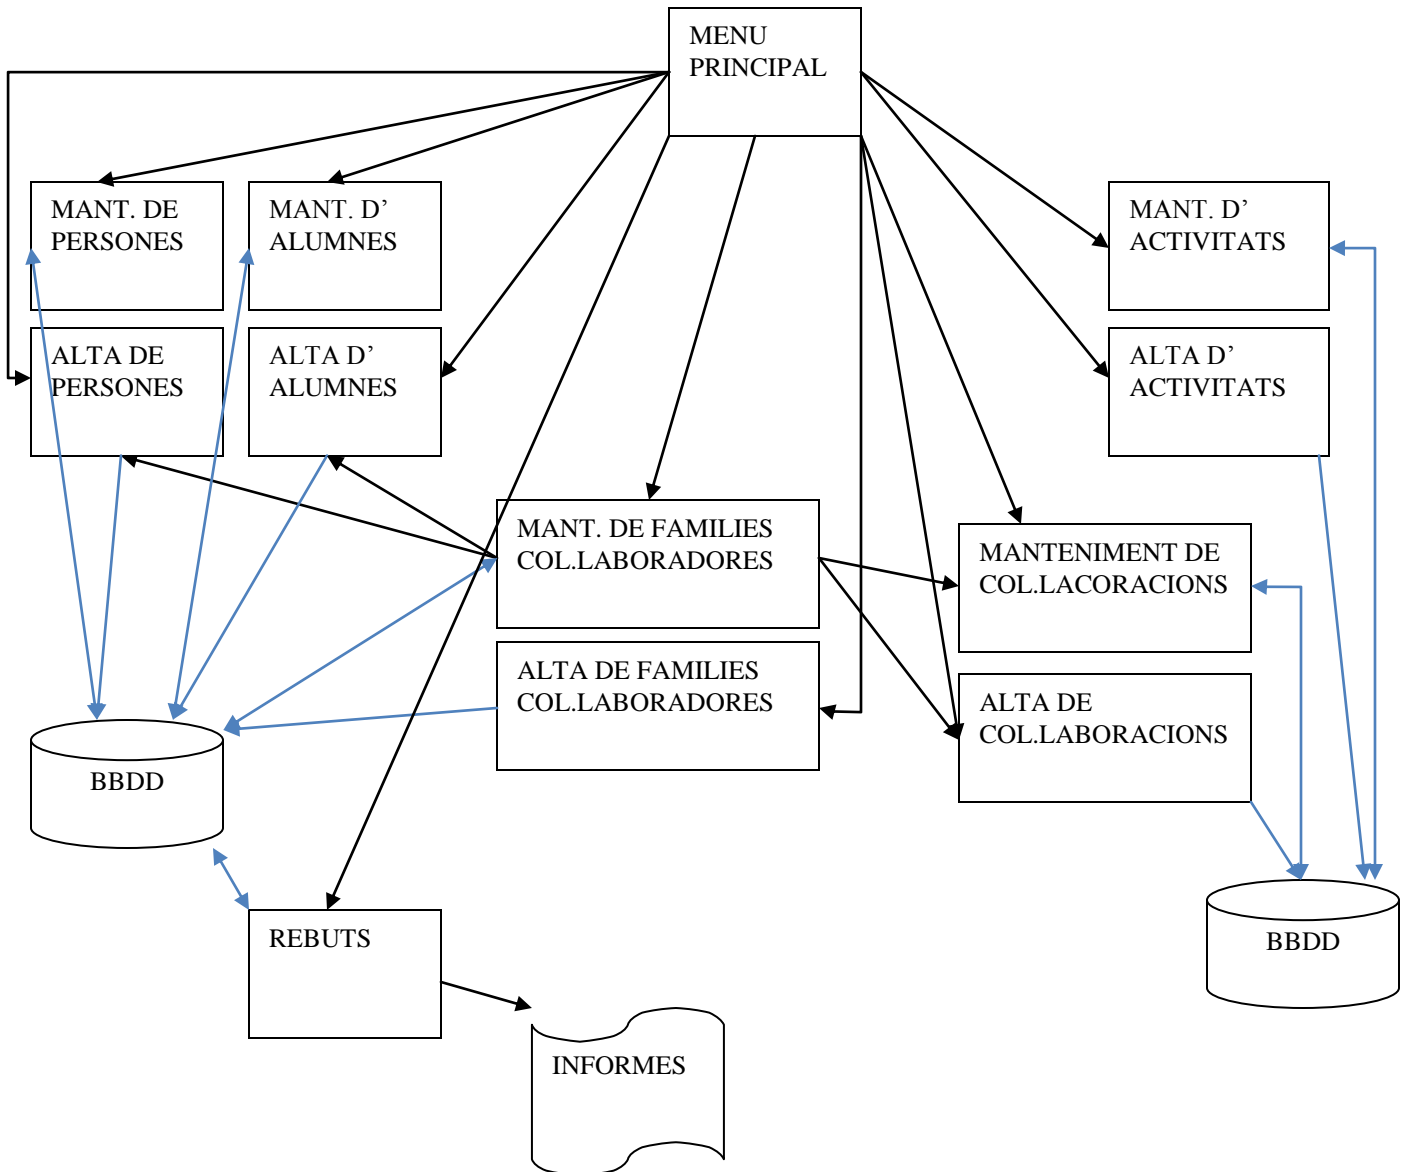 MENU
PRINCIPAL
MANT. DE
PERSONES
MANT. D’
ALUMNES
MANT. D’
ACTIVITATS
ALTA DE
PERSONES
ALTA D’
ALUMNES
ALTA D’
ACTIVITATS
MANT. DE FAMILIES
COL.LABORADORES
MANTENIMENT DE
COL.LACORACIONS
ALTA DE FAMILIES
COL.LABORADORES
ALTA DE
COL.LABORACIONS
BBDD
REBUTS
BBDD
INFORMES